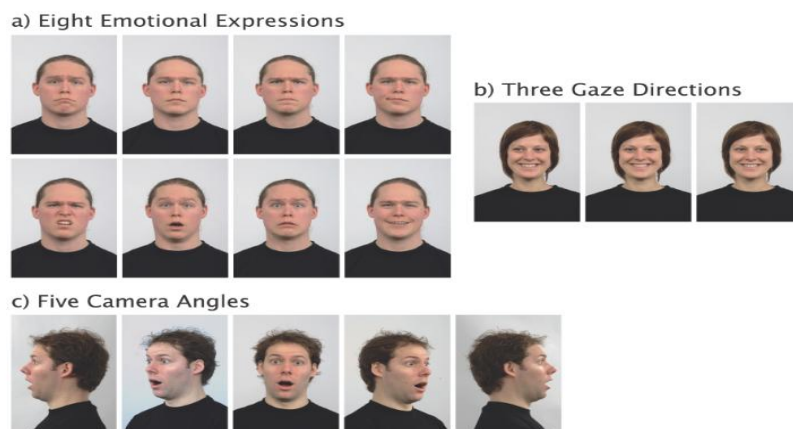 a) Eight Emotional Expressions
b) Three Gaze Directions
c) Five Camera Angles